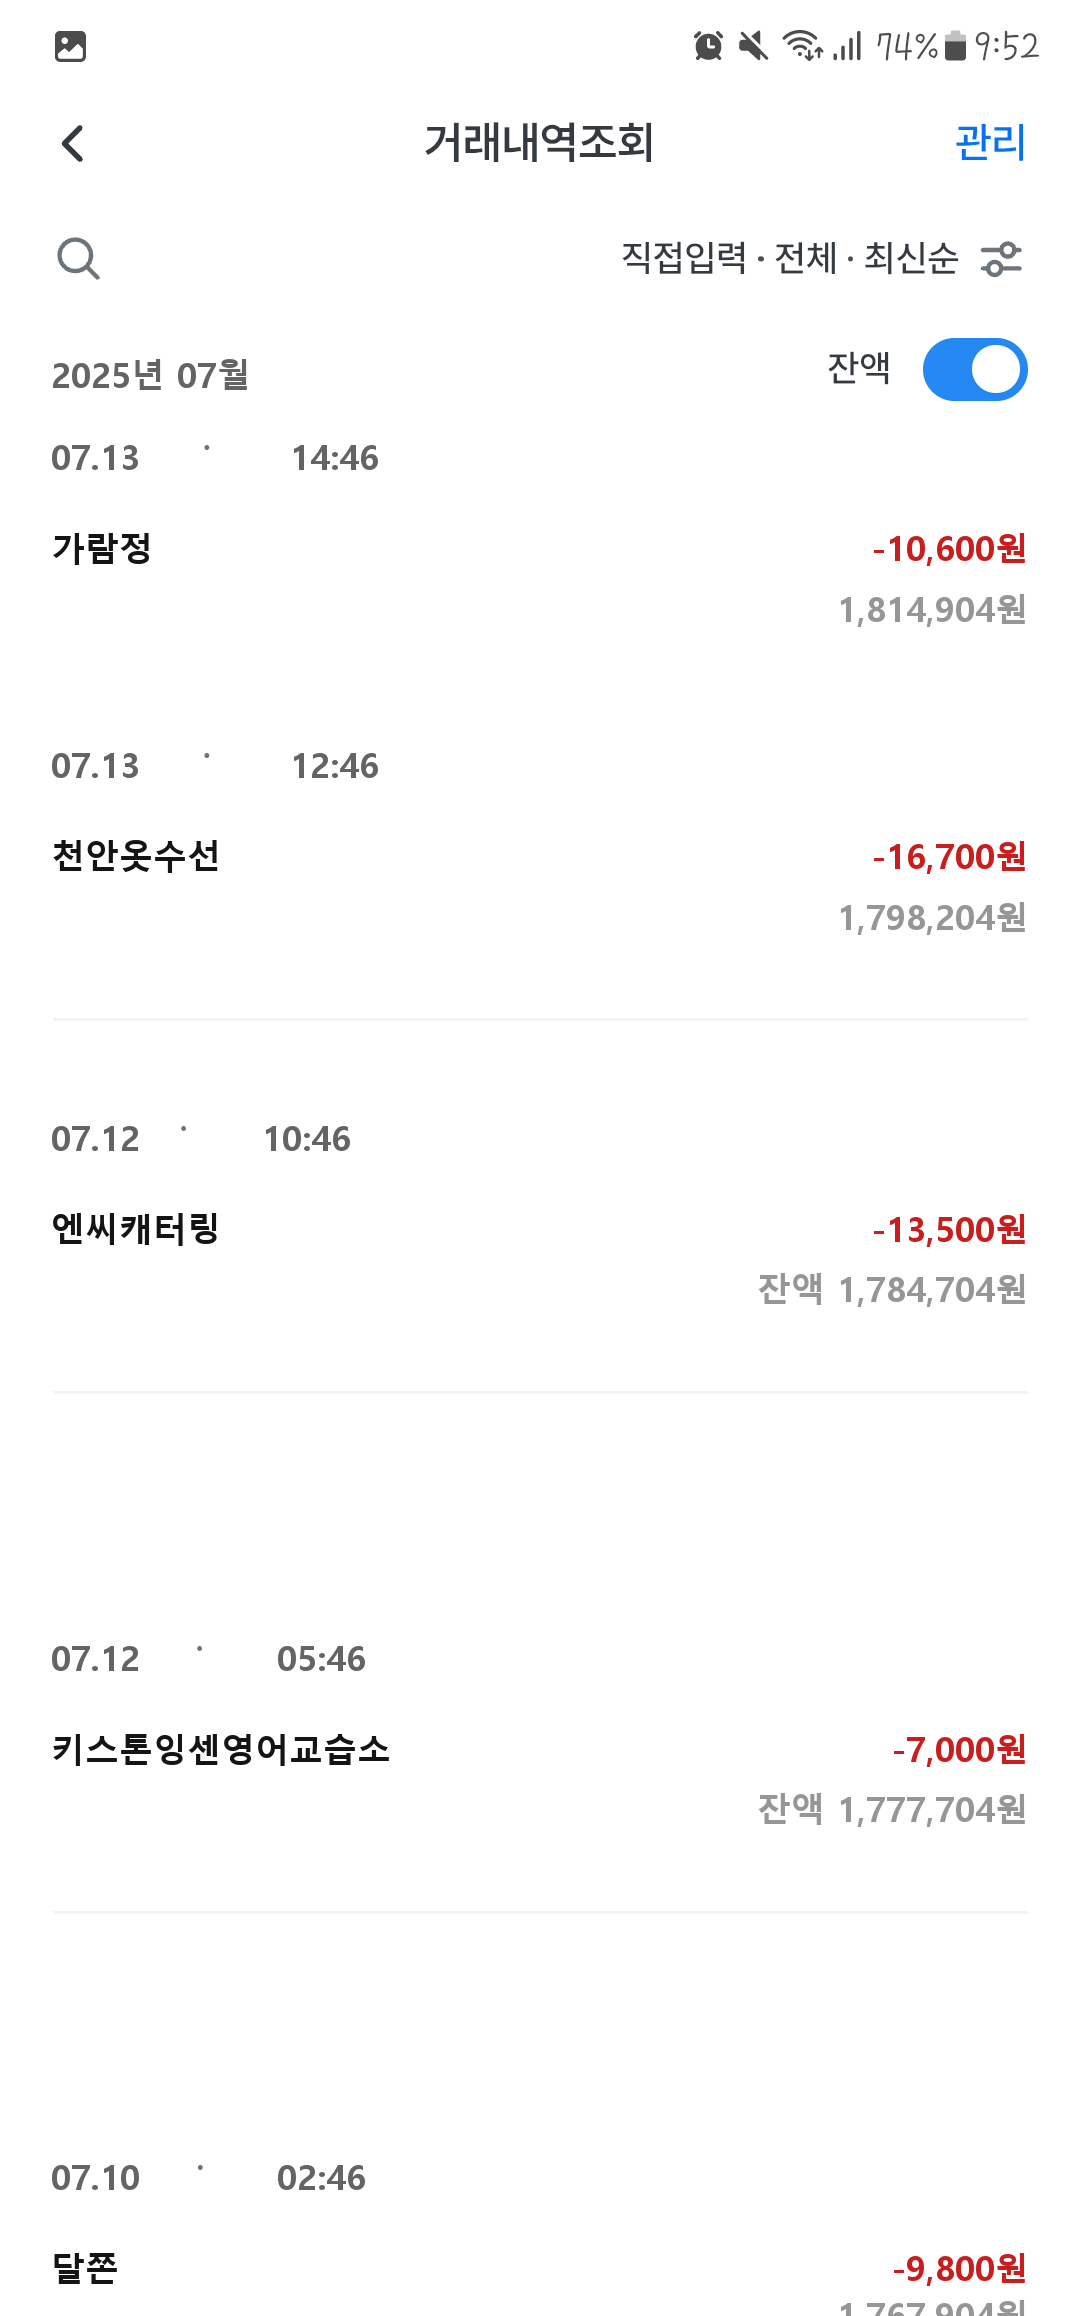 74% 9:52
거래내역조회 관리
직접입력 · 전체 · 최신순
2025년 07월 잔액
07.13 · 14:46
가람정 -10,600원
1,814,904원
07.13 · 12:46
천안옷수선 -16,700원
1,798,204원
07.12 · 10:46
엔씨캐터링 -13,500원
잔액 1,784,704원
07.12 · 05:46
키스톤잉센영어교습소 -7,000원
잔액 1,777,704원
07.10 · 02:46
달쫀 -9,800원
1,767,904원